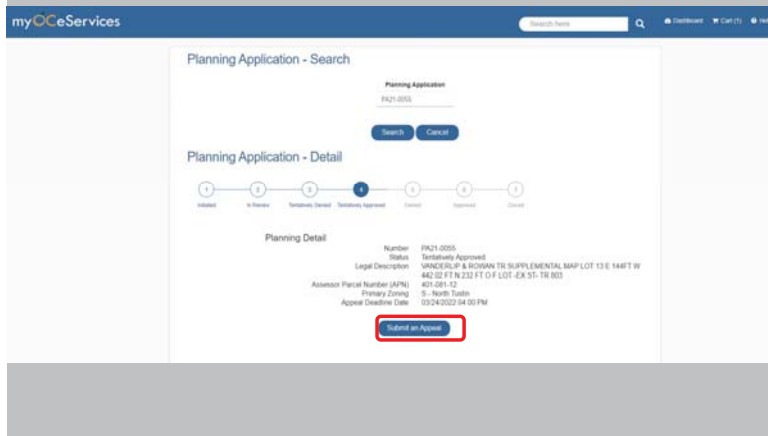 myOCeServices
Search here
Dashboard Cart (1)
Planning Application - Search
Planning Application
PA21-0055
Search Cancel
Planning Application - Detail
1 2 3 4 5 6 7
Initiated In Review Tentatively Denied Tentatively Approved Denied Approved Closed
Planning Detail
Number PA21-0055
Status Tentatively Approved
Legal Description VANDERLIP & ROWAN TR SUPPLEMENTAL MAP LOT 13 E 144FT W
442.02 FT N 232 FT O F LOT -EX ST- TR 803
Assessor Parcel Number (APN) 401-081-12
Primary Zoning S - North Tustin
Appeal Deadline Date 03/24/2022 04:00 PM
Submit an Appeal